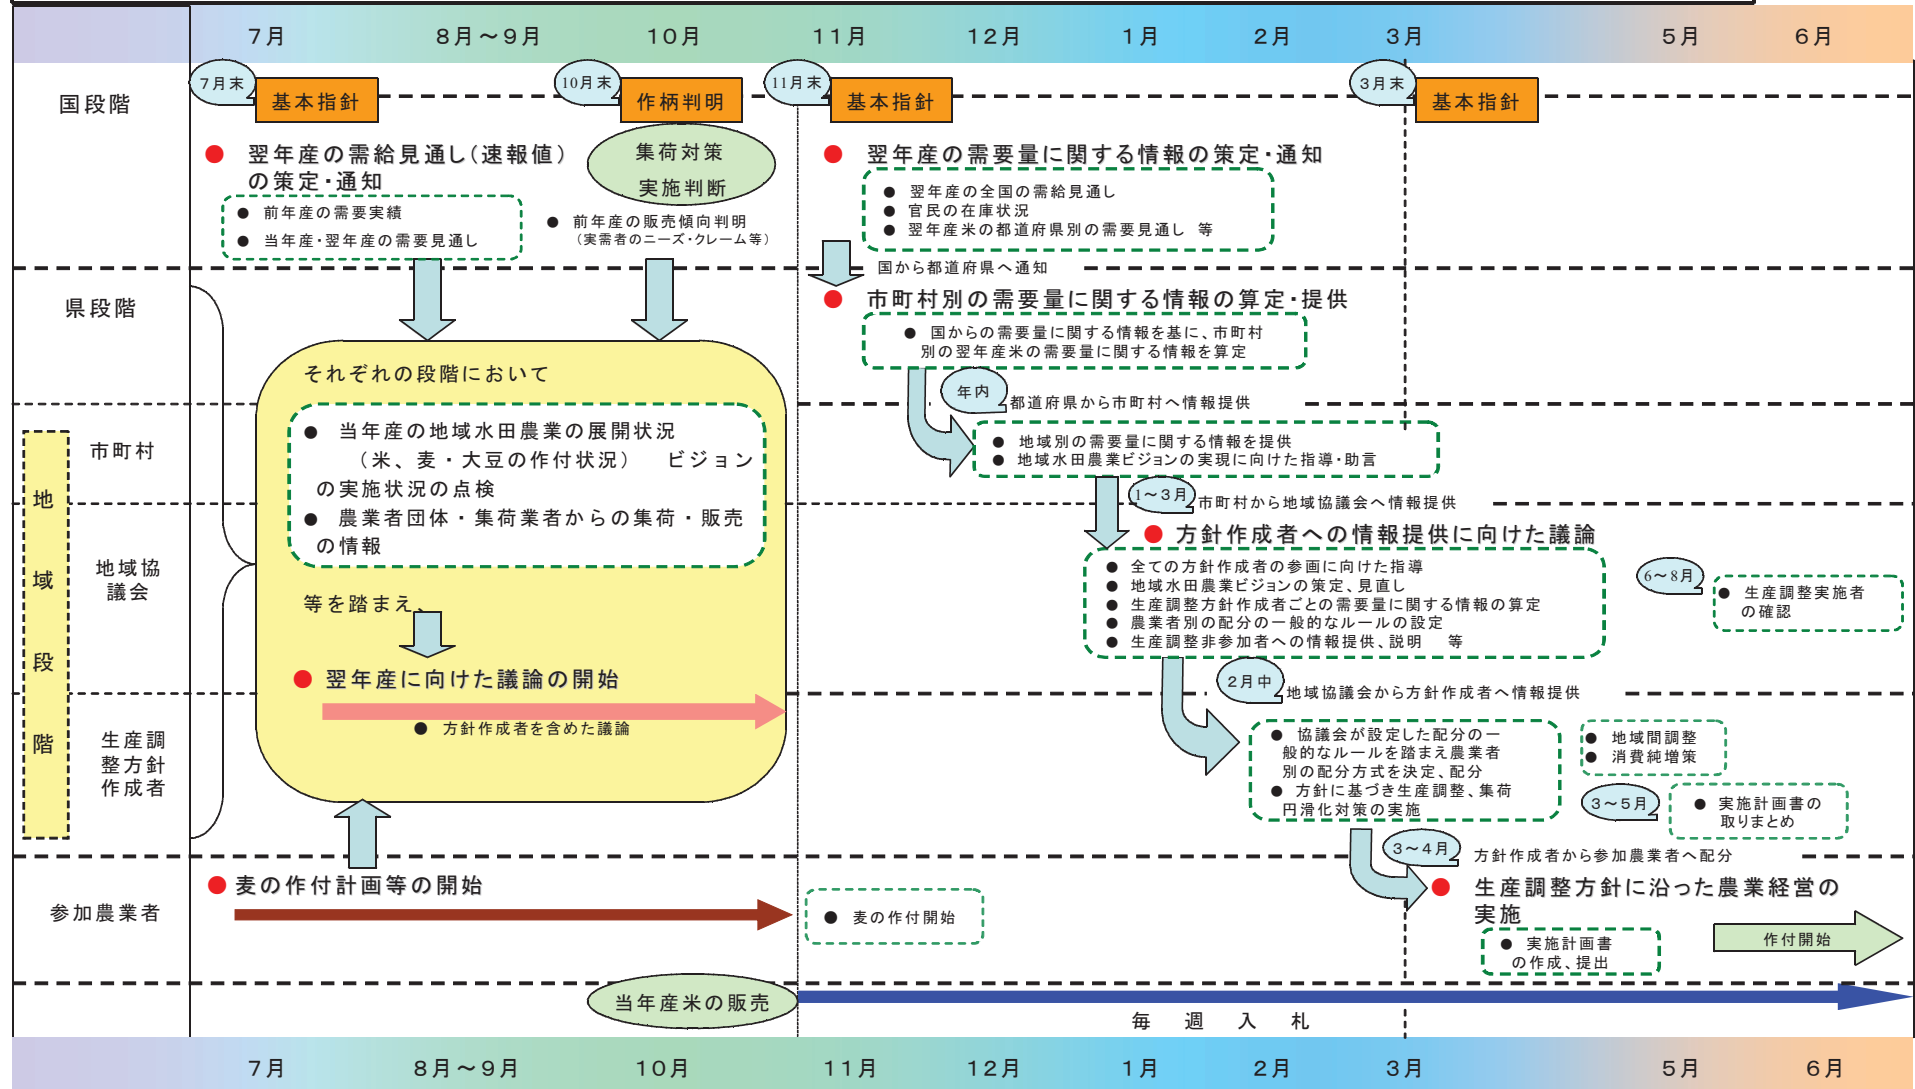 7月 8月～9月 10月 11月 12月 1月 2月 3月 5月 6月
国段階
7月末
基本指針
10月末
作柄判明
11月末
基本指針
3月末
基本指針
翌年産の需給見通し（速報値）
の策定・通知
● 前年産の需要実績
● 当年産・翌年産の需要見通し
集荷対策
実施判断
● 前年産の販売傾向判明
（実需者のニーズ・クレーム等）
翌年産の需要量に関する情報の策定・通知
● 翌年産の全国の需給見通し
● 官民の在庫状況
● 翌年産米の都道府県別の需要見通し 等
国から都道府県へ通知
県段階
市町村別の需要量に関する情報の算定・提供
● 国からの需要量に関する情報を基に、市町村
別の翌年産米の需要量に関する情報を算定
年内
都道府県から市町村へ情報提供
それぞれの段階において
● 当年産の地域水田農業の展開状況
（米、麦・大豆の作付状況） ビジョン
の実施状況の点検
● 農業者団体・集荷業者からの集荷・販売
の情報
等を踏まえ、
翌年産に向けた議論の開始
● 方針作成者を含めた議論
地域段階
市町村
● 地域別の需要量に関する情報を提供
● 地域水田農業ビジョンの実現に向けた指導・助言
1～3月
市町村から地域協議会へ情報提供
地域協
議会
方針作成者への情報提供に向けた議論
● 全ての方針作成者の参画に向けた指導
● 地域水田農業ビジョンの策定、見直し
● 生産調整方針作成者ごとの需要量に関する情報の算定
● 農業者別の配分の一般的なルールの設定
● 生産調整非参加者への情報提供、説明 等
6～8月
● 生産調整実施者
の確認
2月中
地域協議会から方針作成者へ情報提供
生産調
整方針
作成者
● 協議会が設定した配分の一
般的なルールを踏まえ農業者
別の配分方式を決定、配分
● 方針に基づき生産調整、集荷
円滑化対策の実施
● 地域間調整
● 消費純増策
3～5月
● 実施計画書の
取りまとめ
3～4月
方針作成者から参加農業者へ配分
参加農業者
麦の作付計画等の開始
● 麦の作付開始
生産調整方針に沿った農業経営の
実施
● 実施計画書
の作成、提出
作付開始
当年産米の販売
毎週入札
7月 8月～9月 10月 11月 12月 1月 2月 3月 5月 6月